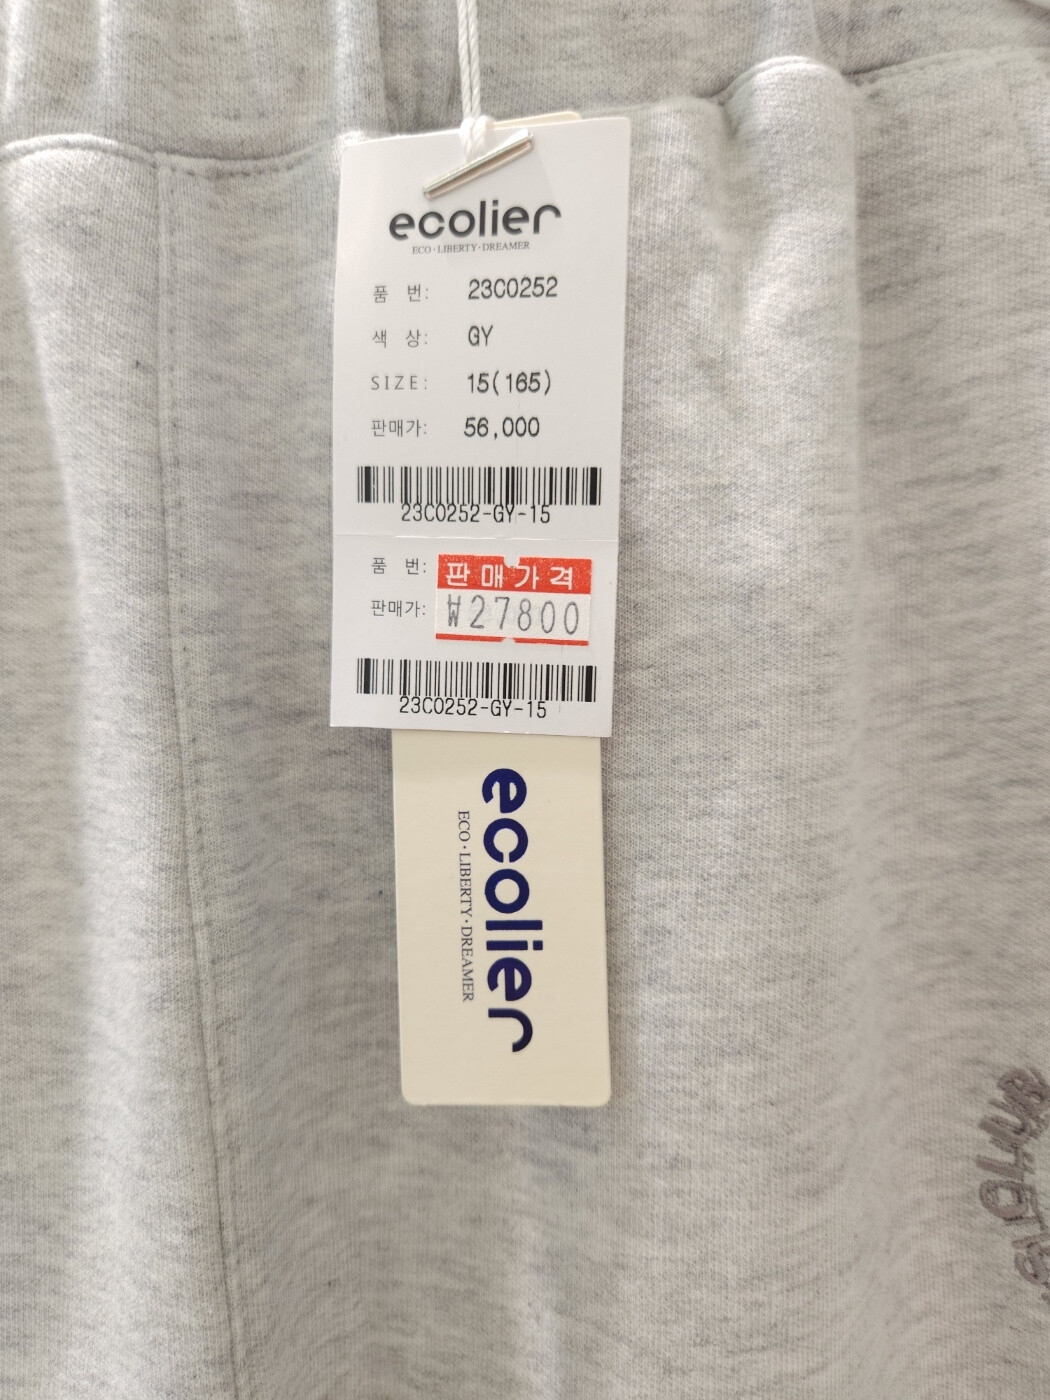 ecolier
ECO·LIBERTY·DREAMER
품 번: 23C0252
색 상: GY
SIZE: 15(165)
판매가: 56,000
23C0252-GY-15
품 번: 판매가격
판매가: ₩27800
23C0252-GY-15
ecolier
ECO·LIBERTY·DREAMER